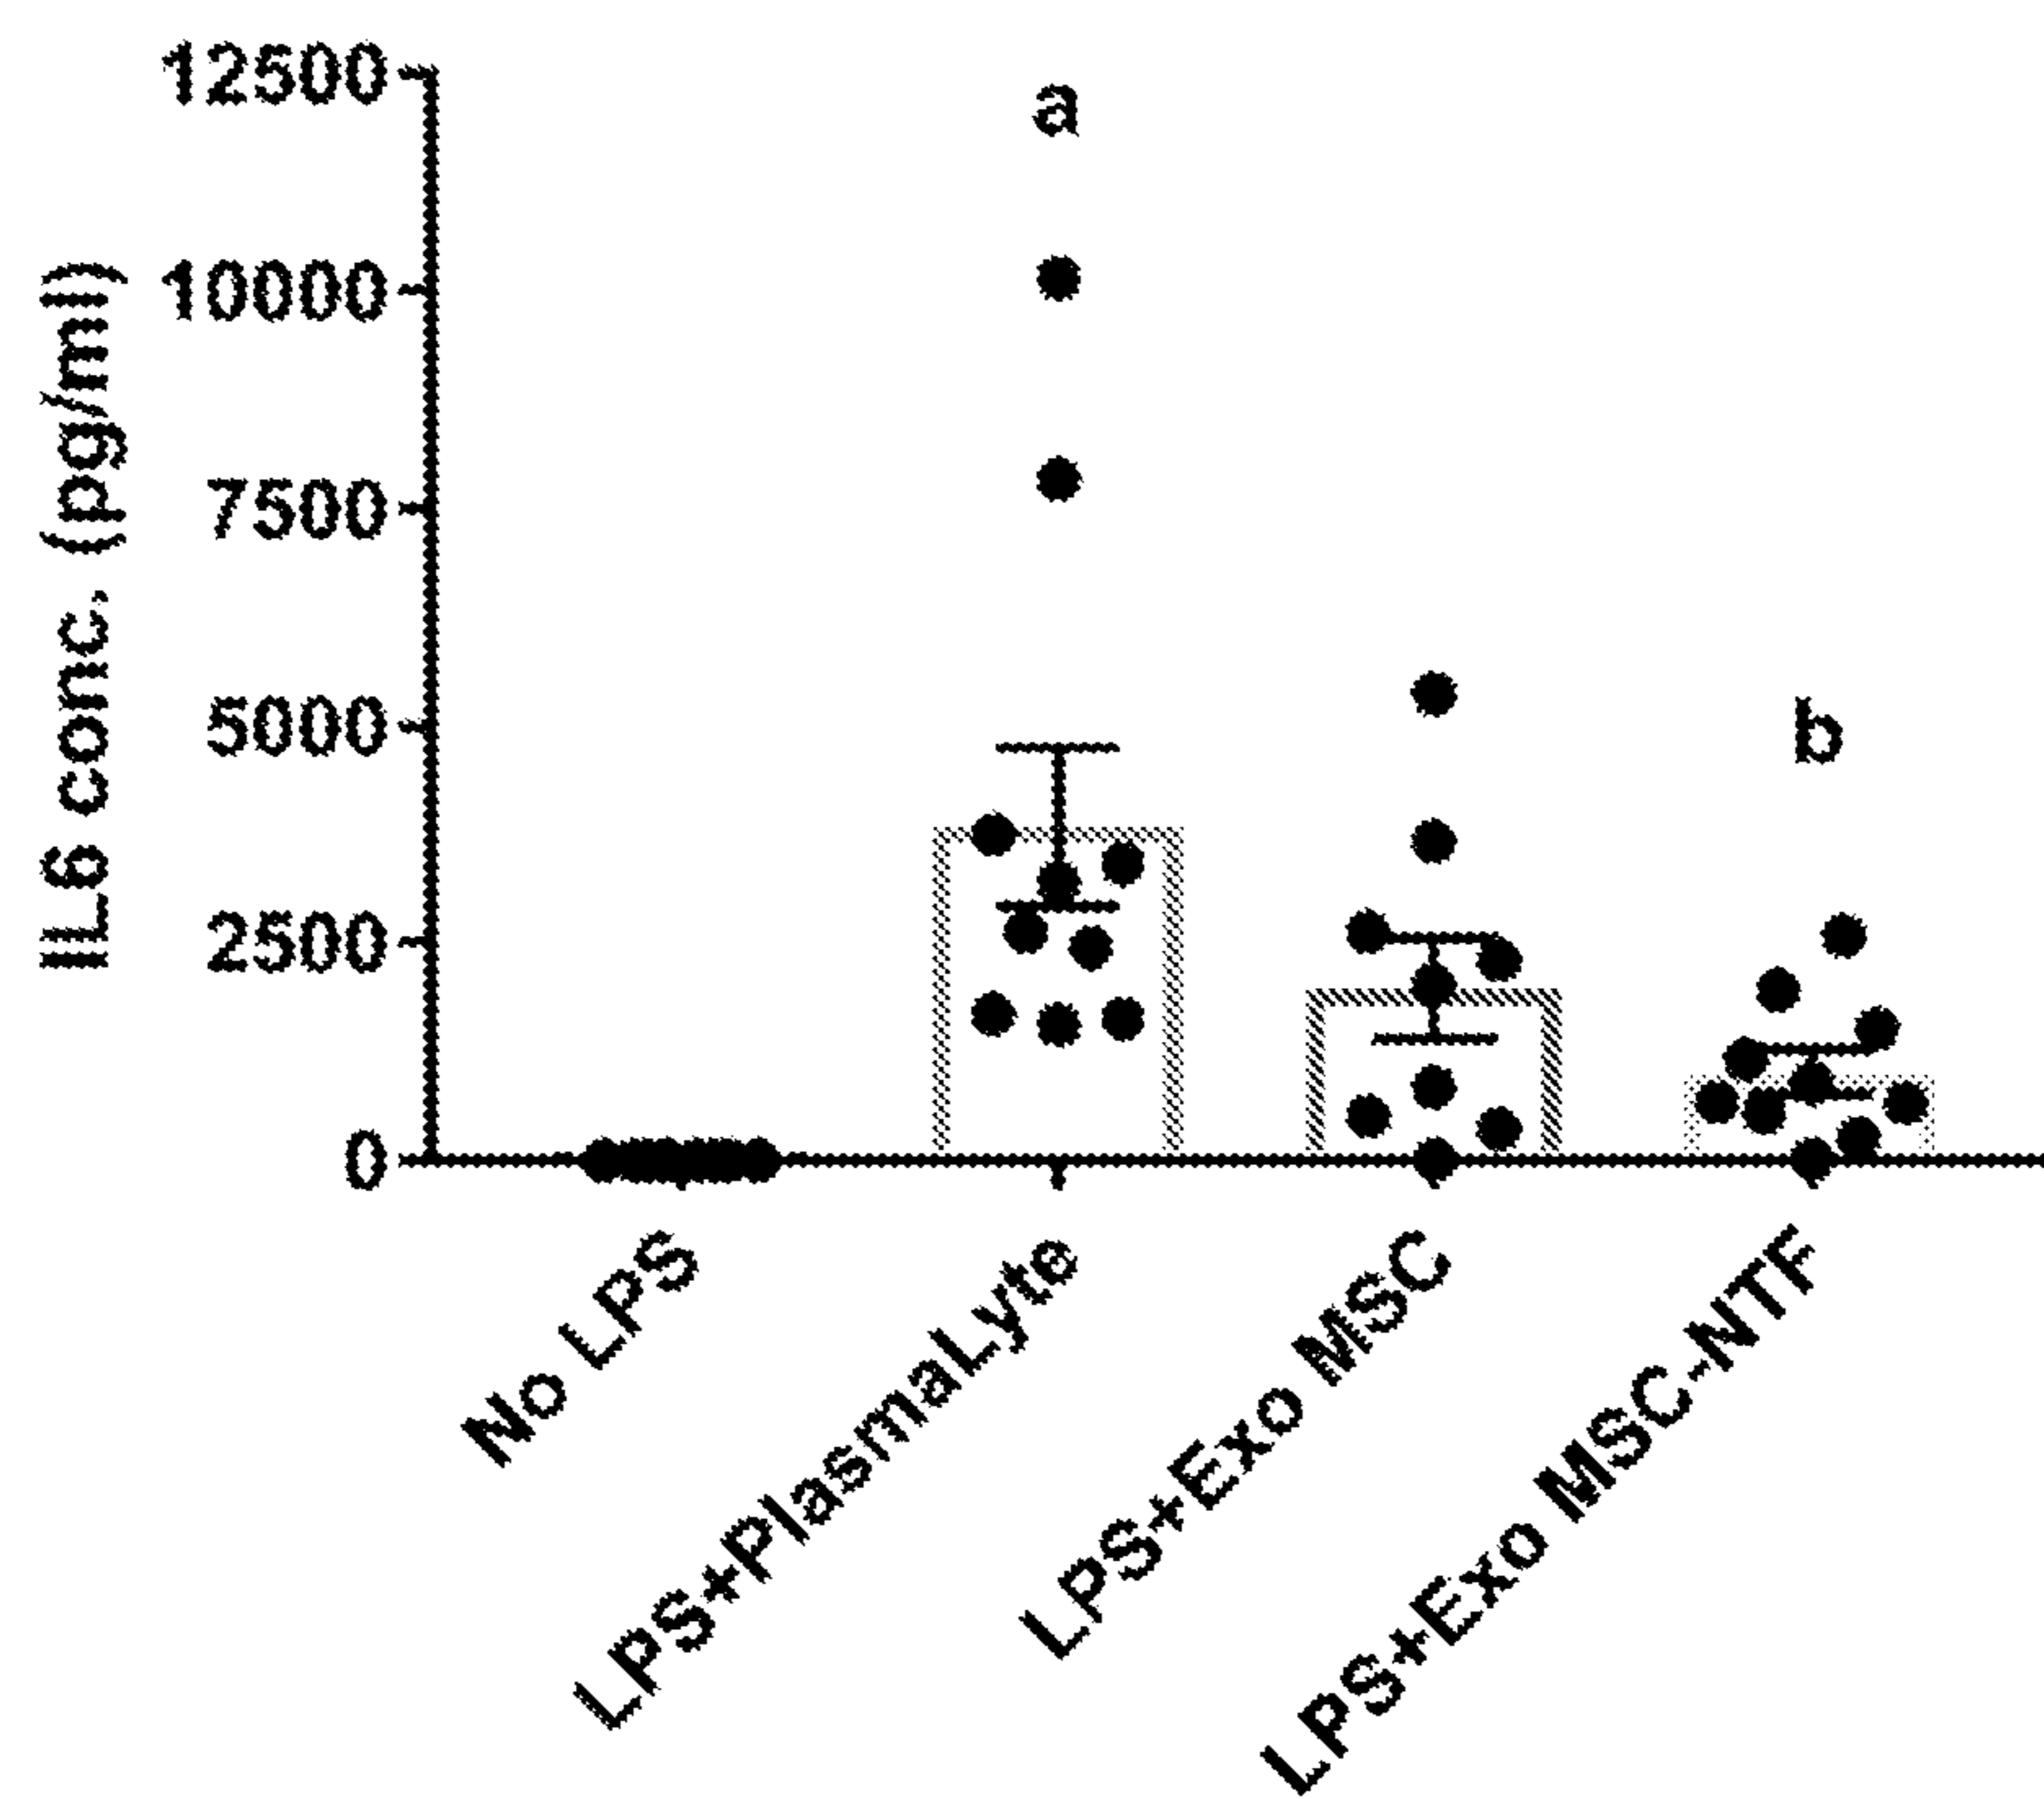 IL6 conc. (pg/ml)
12500
10000
7500
5000
2500
0
a
b
No LPS
LPS+PlasmaLyte
LPS+Exo MSC
LPS+Exo MSC-NTF